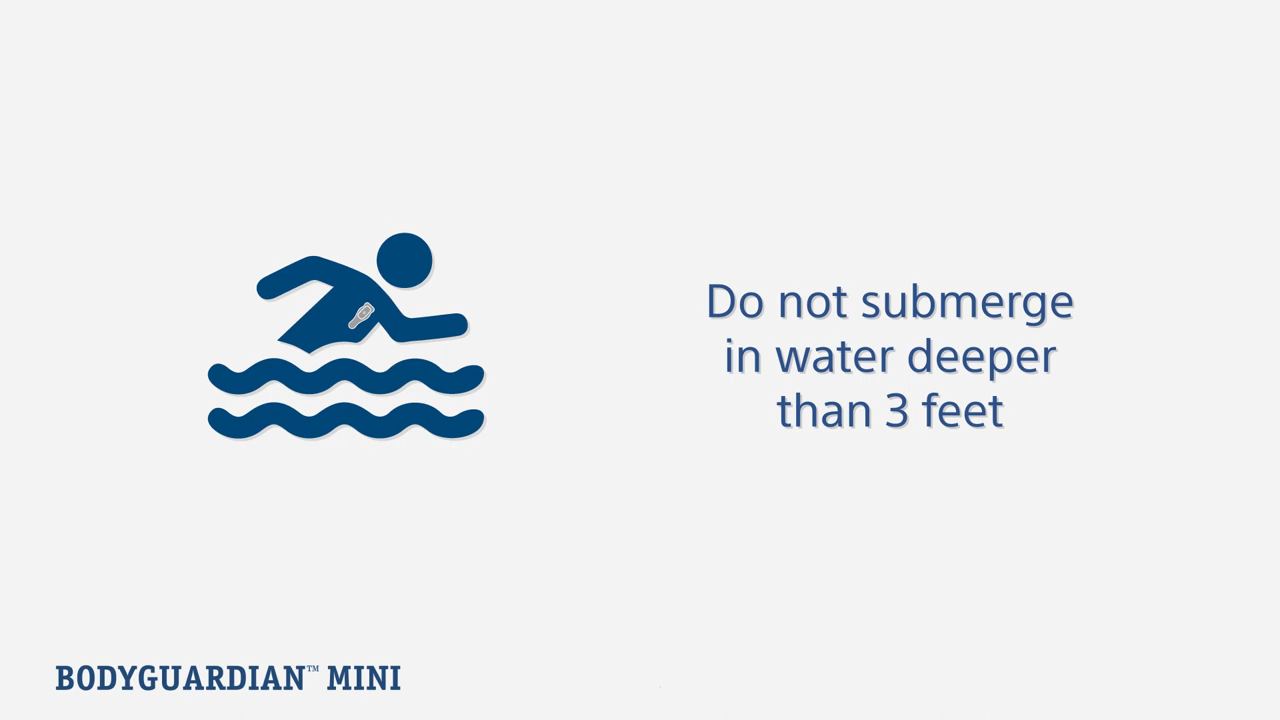 Do not submerge
in water deeper
than 3 feet
BODYGUARDIAN™ MINI